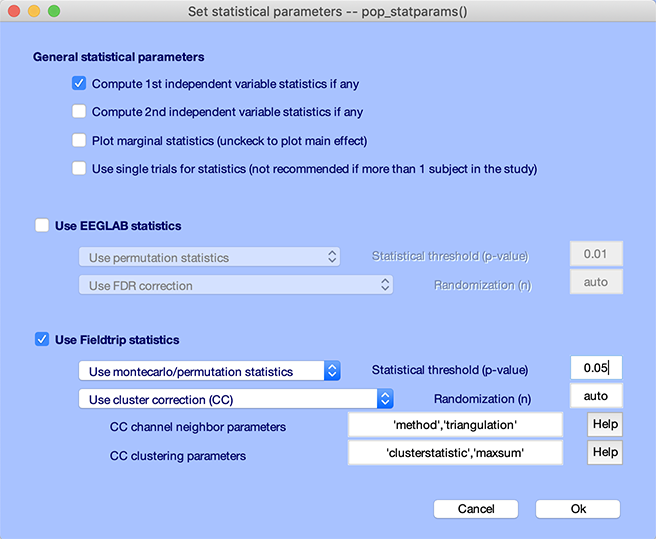 Set statistical parameters -- pop_statparams()
General statistical parameters
Compute 1st independent variable statistics if any
Compute 2nd independent variable statistics if any
Plot marginal statistics (unckeck to plot main effect)
Use single trials for statistics (not recommended if more than 1 subject in the study)
Use EEGLAB statistics
Use permutation statistics Statistical threshold (p-value) 0.01
Use FDR correction Randomization (n) auto
Use Fieldtrip statistics
Use montecarlo/permutation statistics Statistical threshold (p-value) 0.05
Use cluster correction (CC) Randomization (n) auto
CC channel neighbor parameters 'method','triangulation' Help
CC clustering parameters 'clusterstatistic','maxsum' Help
Cancel Ok